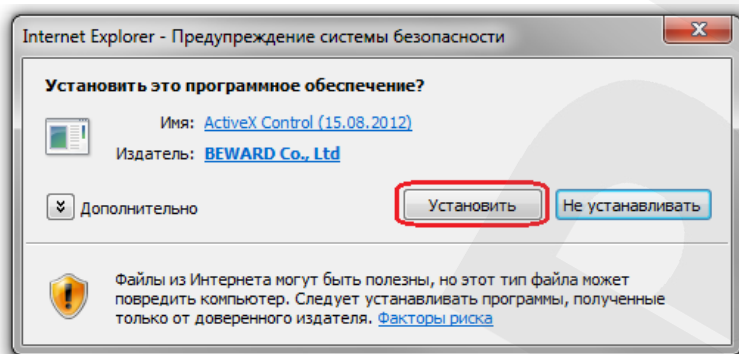 Internet Explorer - Предупреждение системы безопасности
Установить это программное обеспечение?
Имя: ActiveX Control (15.08.2012)
Издатель: BEWARD Co., Ltd
Дополнительно Установить Не устанавливать
Файлы из Интернета могут быть полезны, но этот тип файла может
повредить компьютер. Следует устанавливать программы, полученные
только от доверенного издателя. Факторы риска